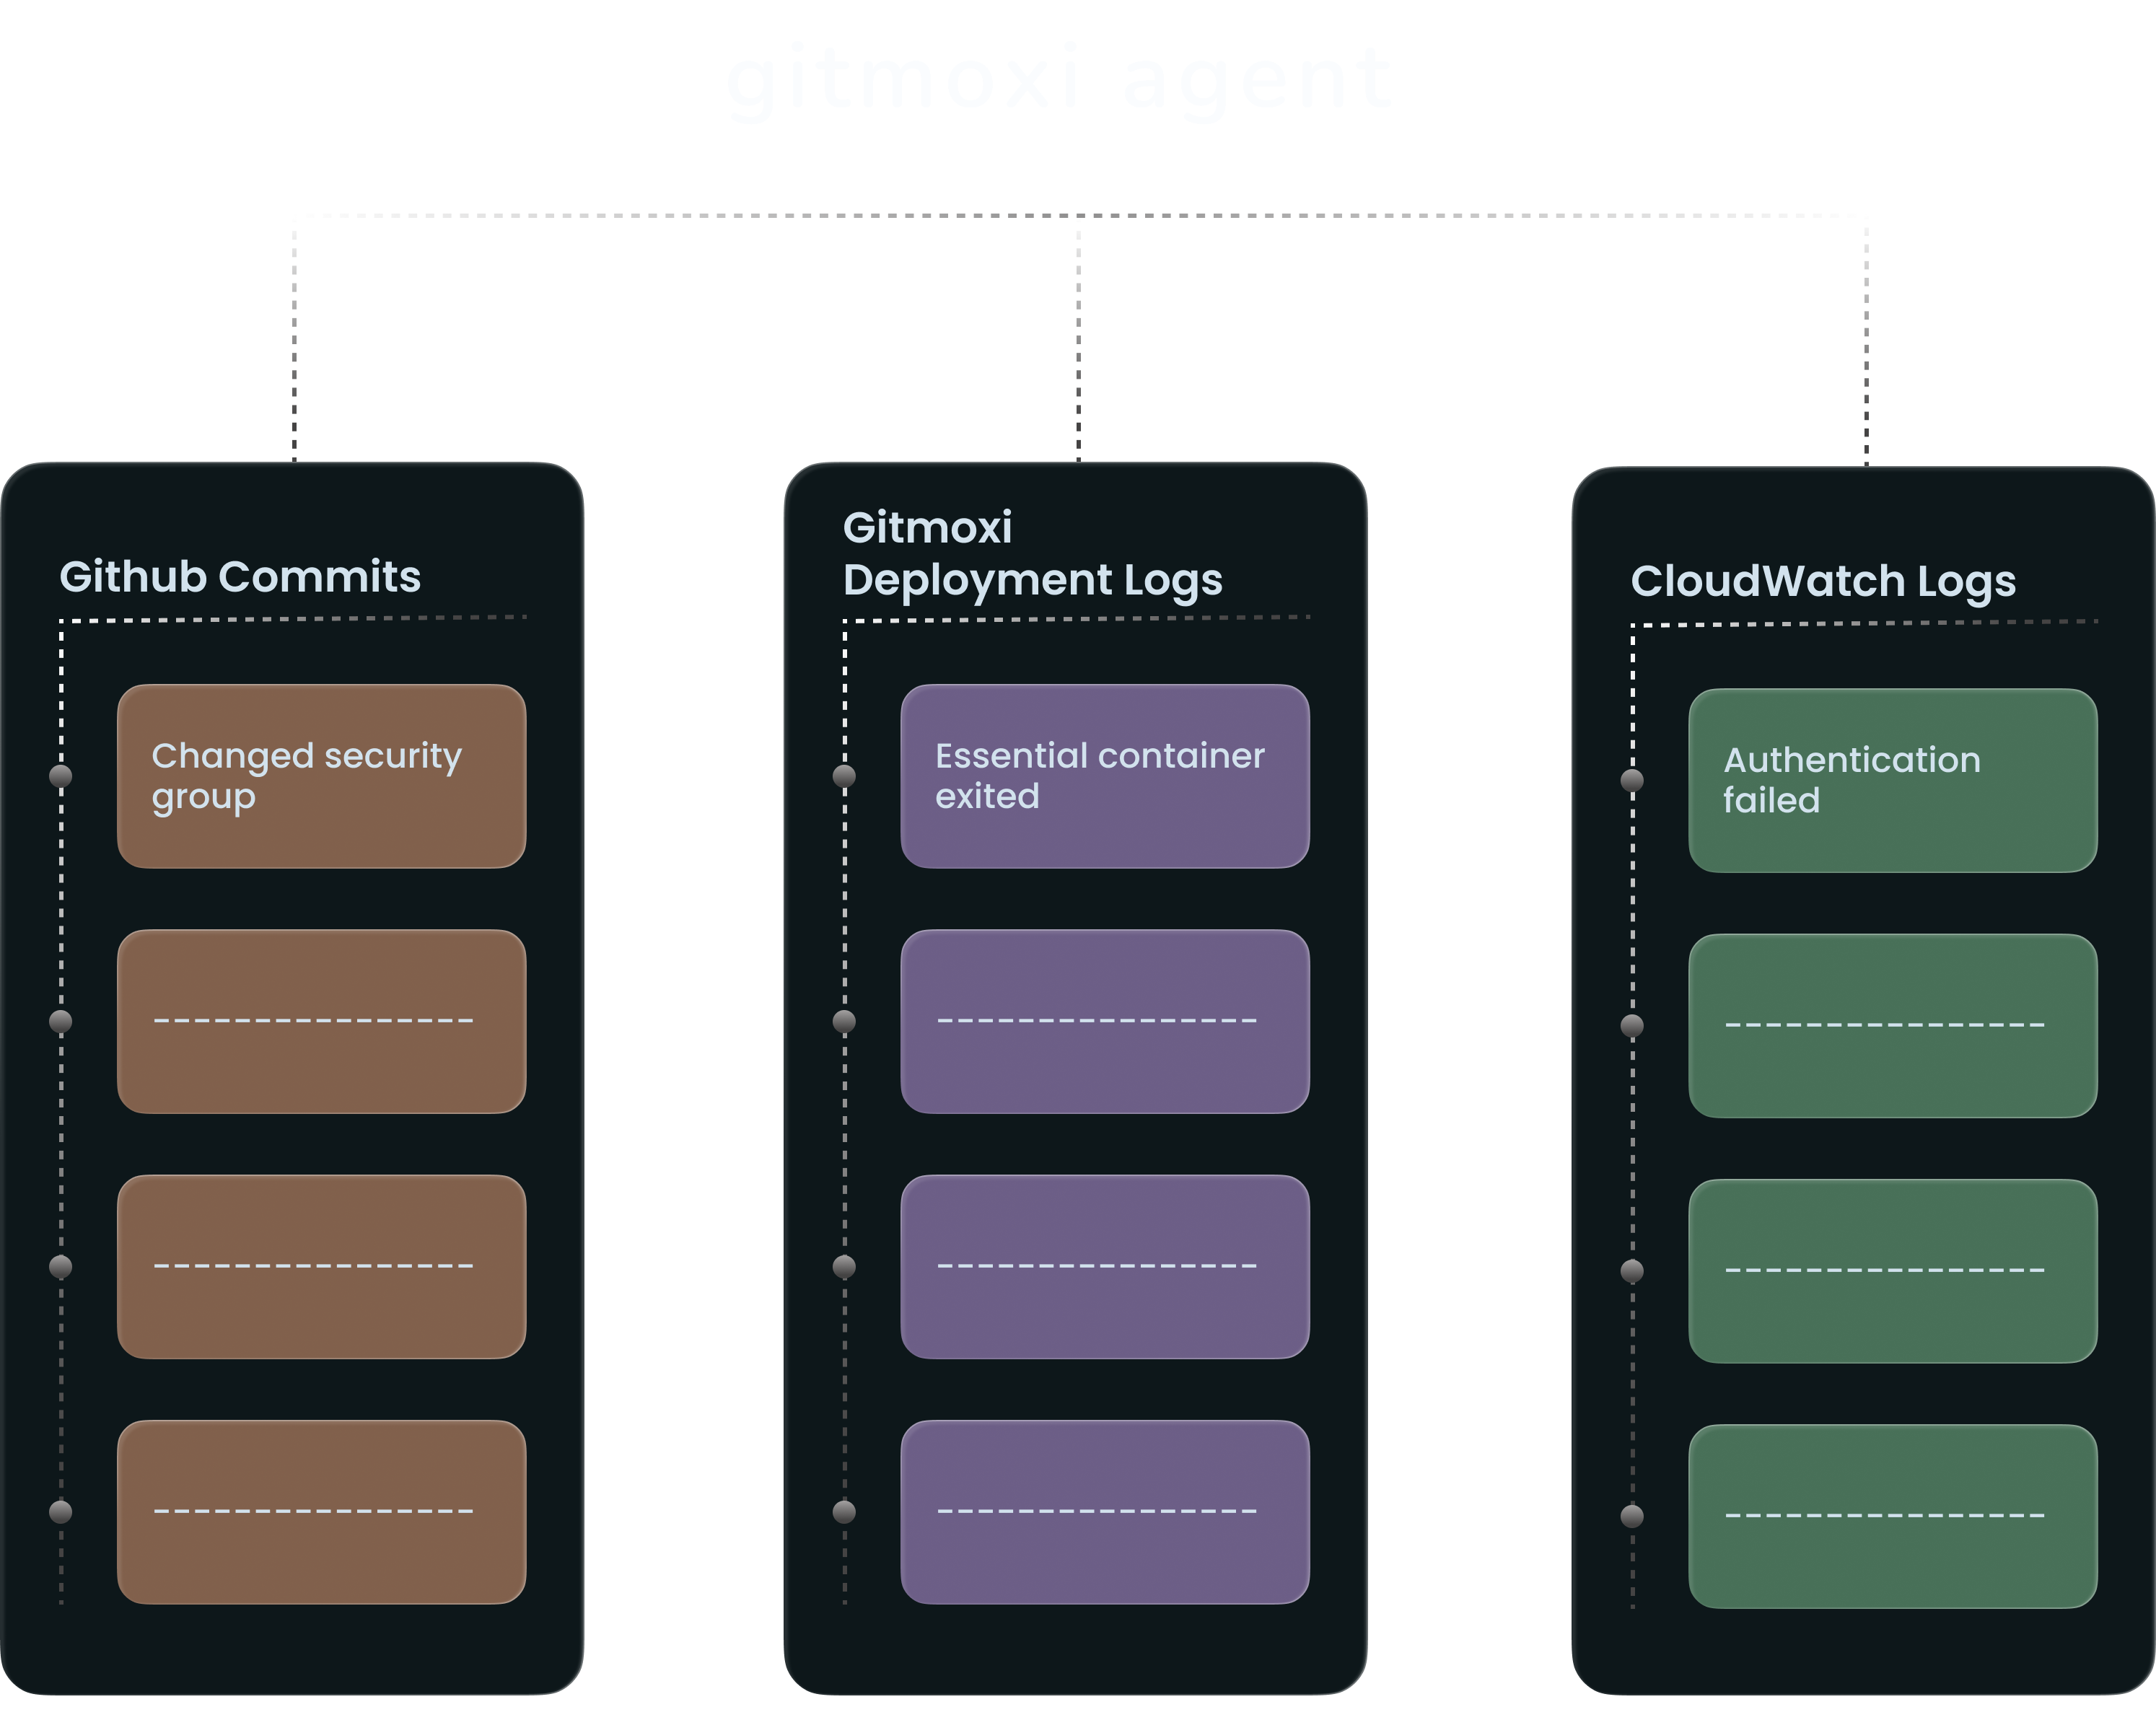 gitmoxi agent
Github Commits
Changed security
group
Gitmoxi
Deployment Logs
Essential container
exited
CloudWatch Logs
Authentication
failed